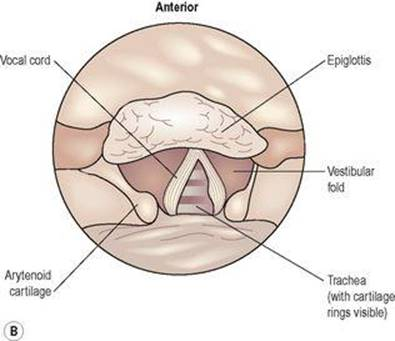 Anterior
Vocal cord
Epiglottis
Vestibular
fold
Arytenoid
cartilage
Trachea
(with cartilage
rings visible)
B